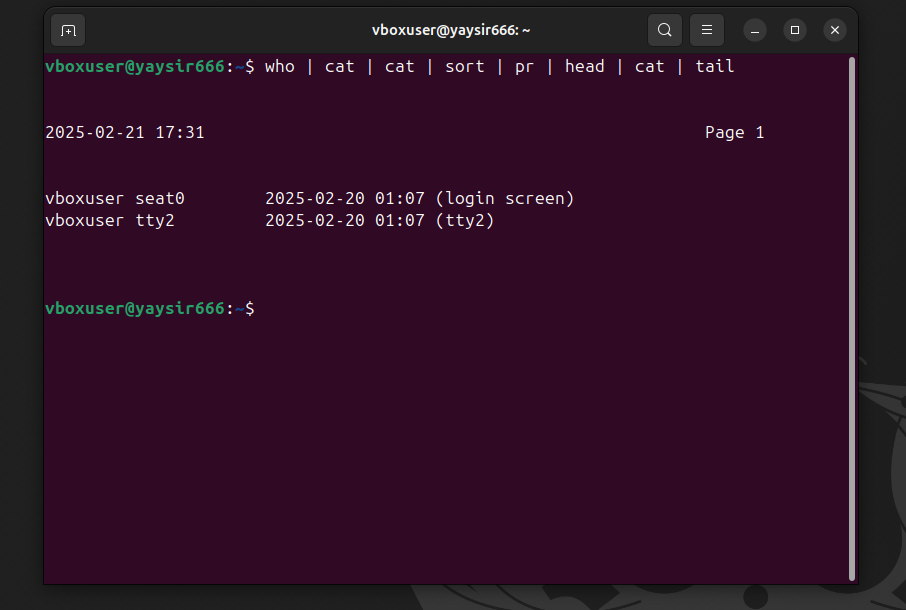 vboxuser@yaysir666: ~
vboxuser@yaysir666:~$ who | cat | cat | sort | pr | head | cat | tail
2025-02-21 17:31 Page 1
vboxuser seat0 2025-02-20 01:07 (login screen)
vboxuser tty2 2025-02-20 01:07 (tty2)
vboxuser@yaysir666:~$